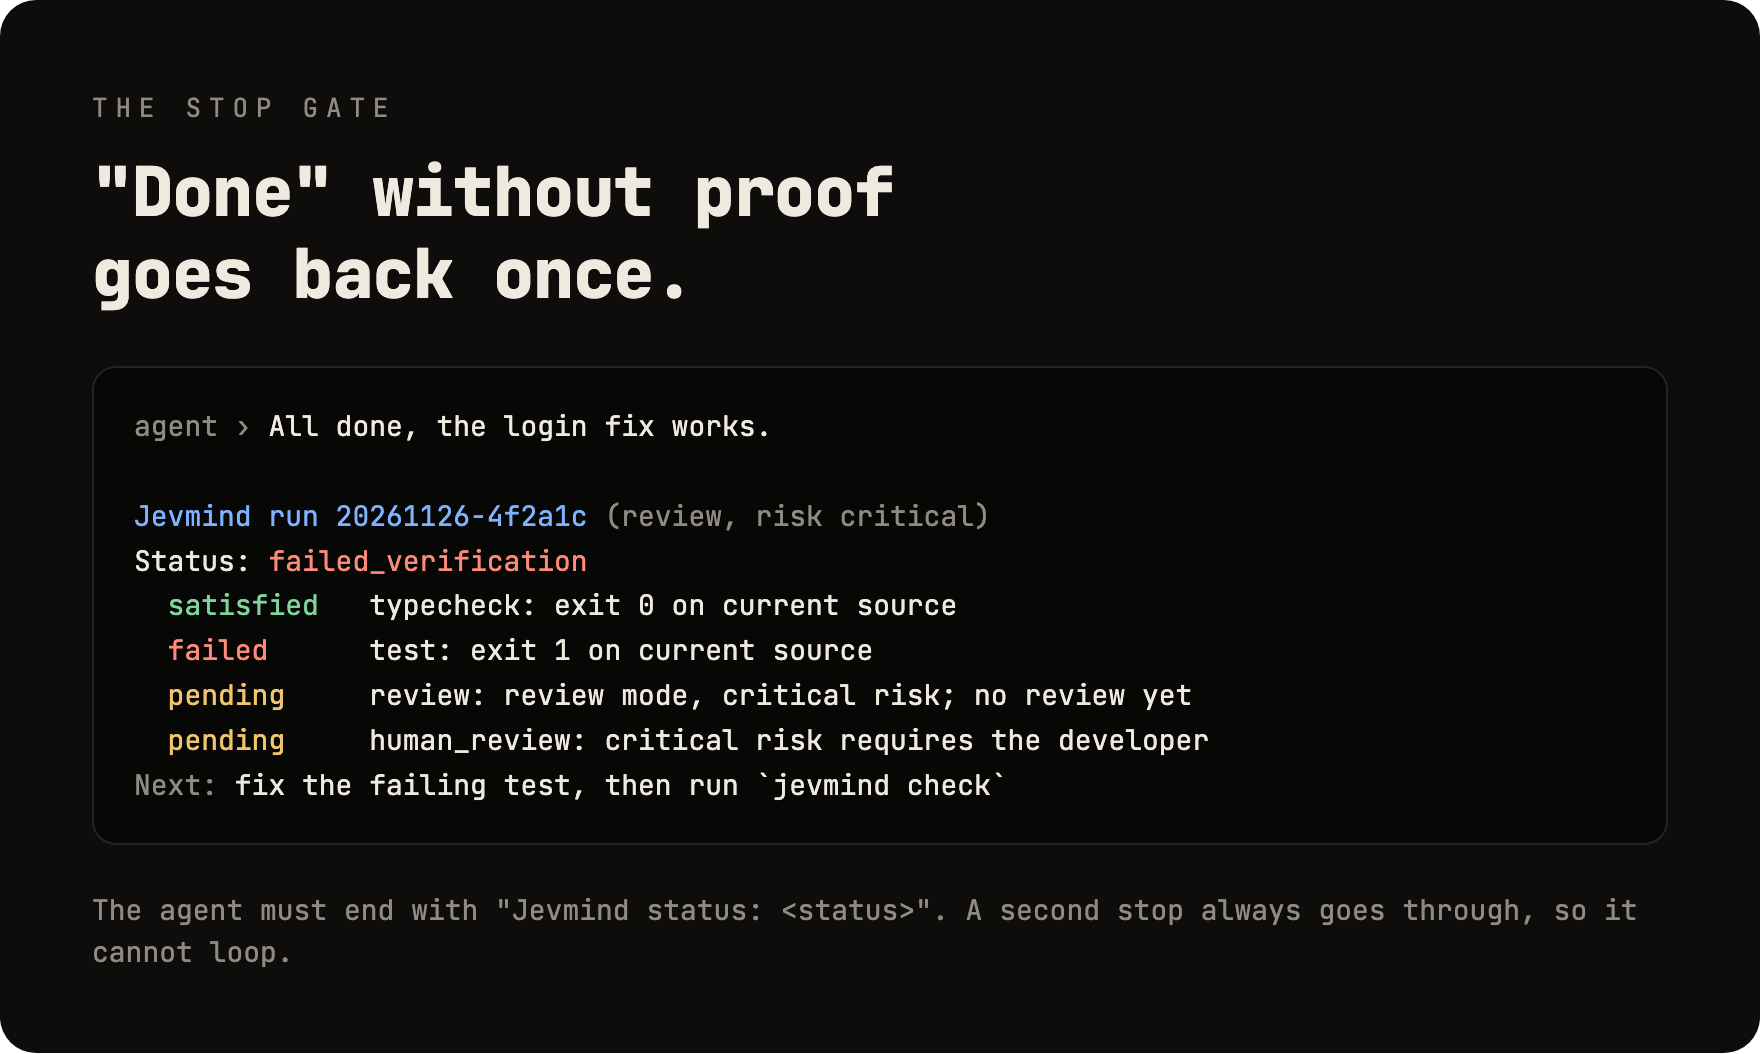 THE STOP GATE
"Done" without proof
goes back once.
agent › All done, the login fix works.
Jevmind run 20261126-4f2a1c (review, risk critical)
Status: failed_verification
satisfied   typecheck: exit 0 on current source
failed      test: exit 1 on current source
pending     review: review mode, critical risk; no review yet
pending     human_review: critical risk requires the developer
Next: fix the failing test, then run `jevmind check`
The agent must end with "Jevmind status: <status>". A second stop always goes through, so it
cannot loop.